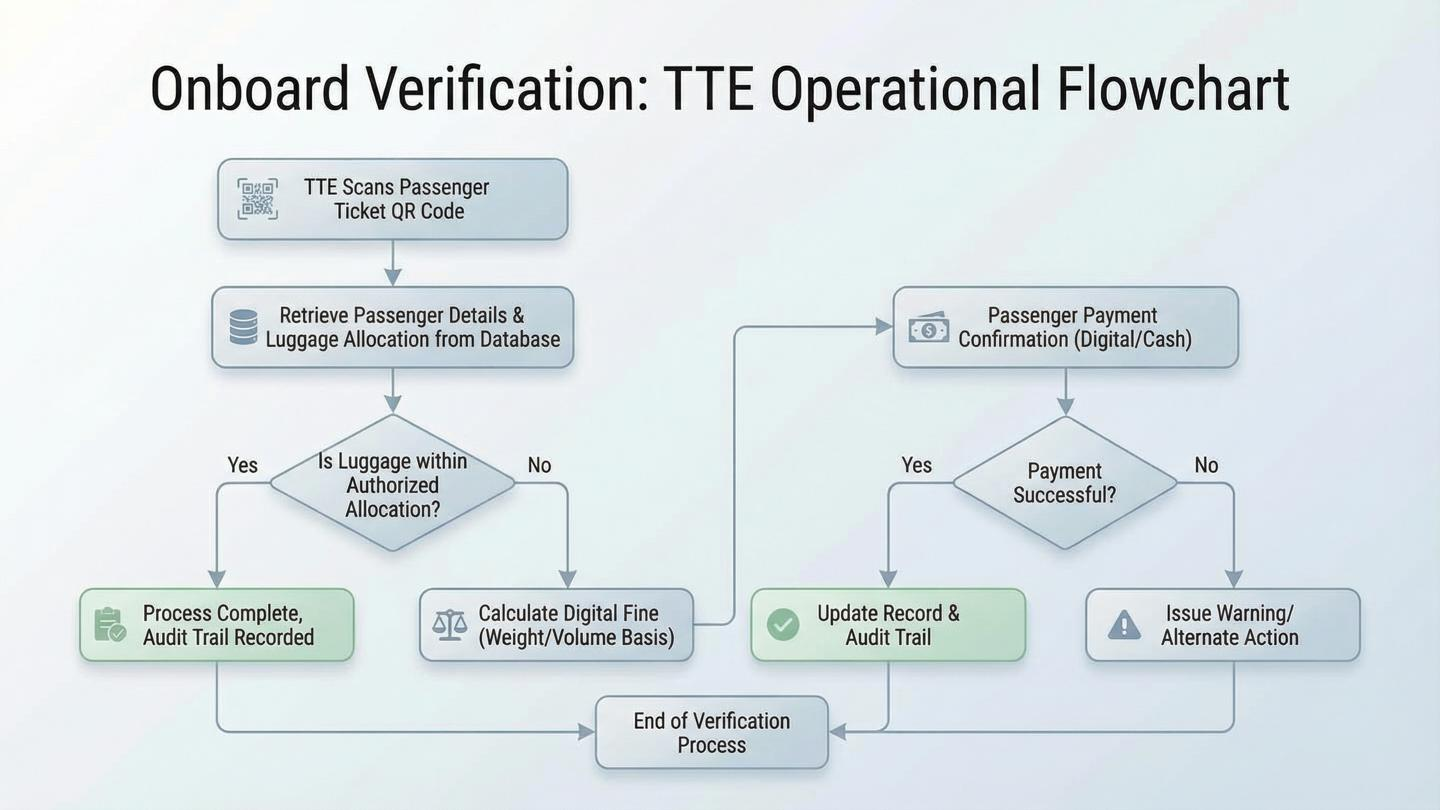 Onboard Verification: TTE Operational Flowchart
TTE Scans Passenger
Ticket QR Code
Retrieve Passenger Details &
Luggage Allocation from Database
Is Luggage within
Authorized
Allocation?
Yes
No
Process Complete,
Audit Trail Recorded
Calculate Digital Fine
(Weight/Volume Basis)
Passenger Payment
Confirmation (Digital/Cash)
Payment
Successful?
Yes
No
Update Record &
Audit Trail
Issue Warning/
Alternate Action
End of Verification
Process